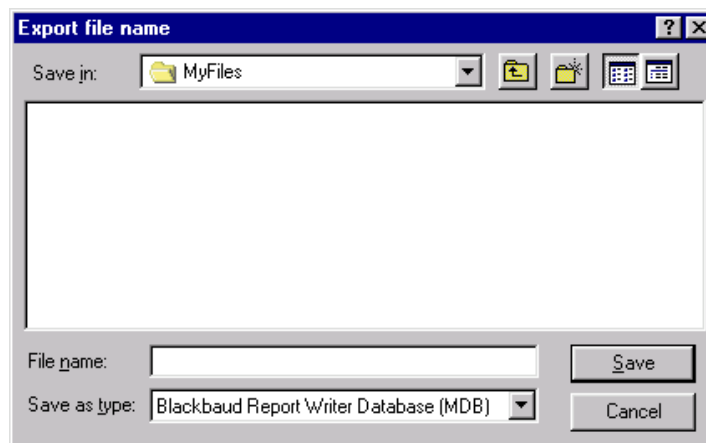 Export file name
Save in:
MyFiles
File name:
Save
Save as type:
Blackbaud Report Writer Database (MDB)
Cancel